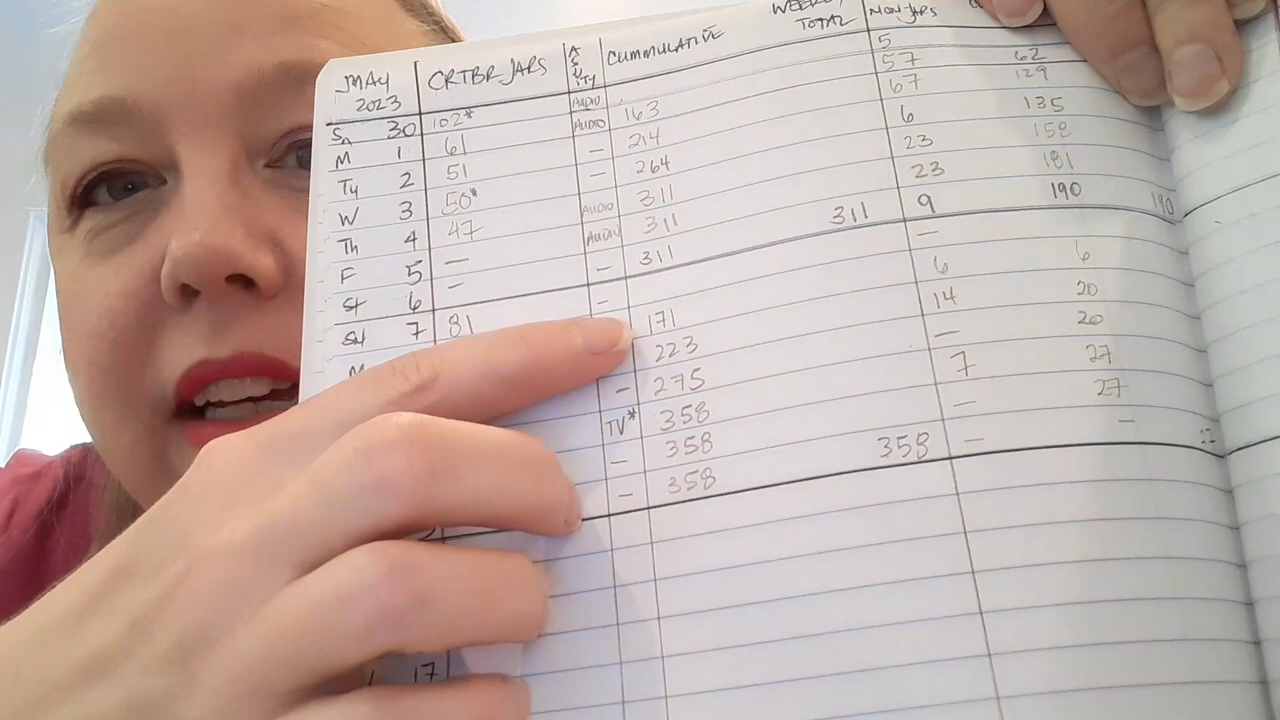 MAY 2023 CRTBR JARS CUMMULATIVE WEEKLY TOTAL MON-JARS
30 102* AUDIO 5
M 1 61 AUDIO 163 57 62
Tu 2 51 – 214 67 129
W 3 50* – 264 6 135
Th 4 47 AUDIO 311 23 158
F 5 — AUDIO 311 23 181
St 6 – – 311 311 9 190 190
Su 7 81 – —
M 171 6 6
223 14 20
– 275 — 20
TV* 358 7 27
– 358 — 27
– 358 358 — –
17